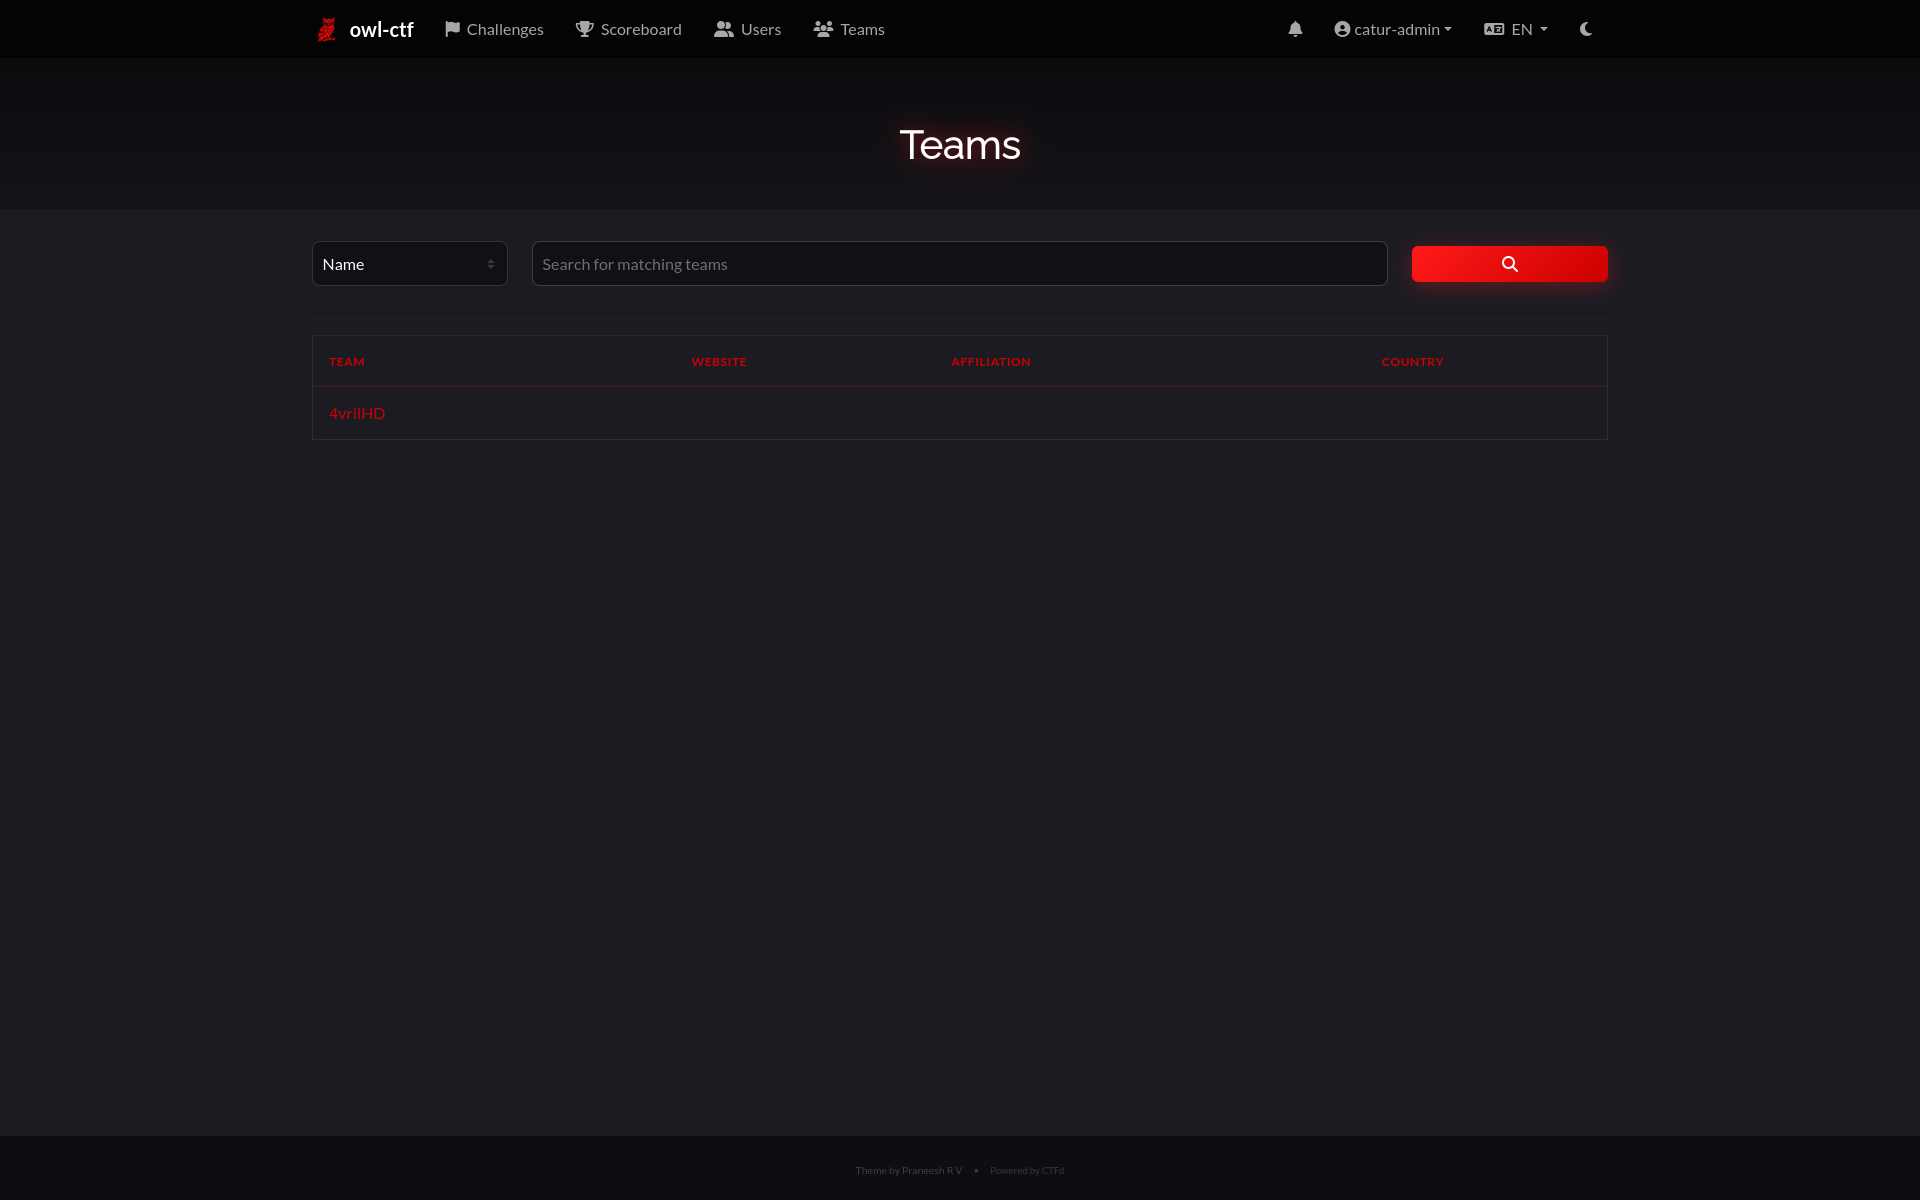 owl-ctf Challenges Scoreboard Users Teams catur-admin EN
Teams
Name Search for matching teams
TEAM WEBSITE AFFILIATION COUNTRY
4vrilHD
Theme by Praneesh R V • Powered by CTFd